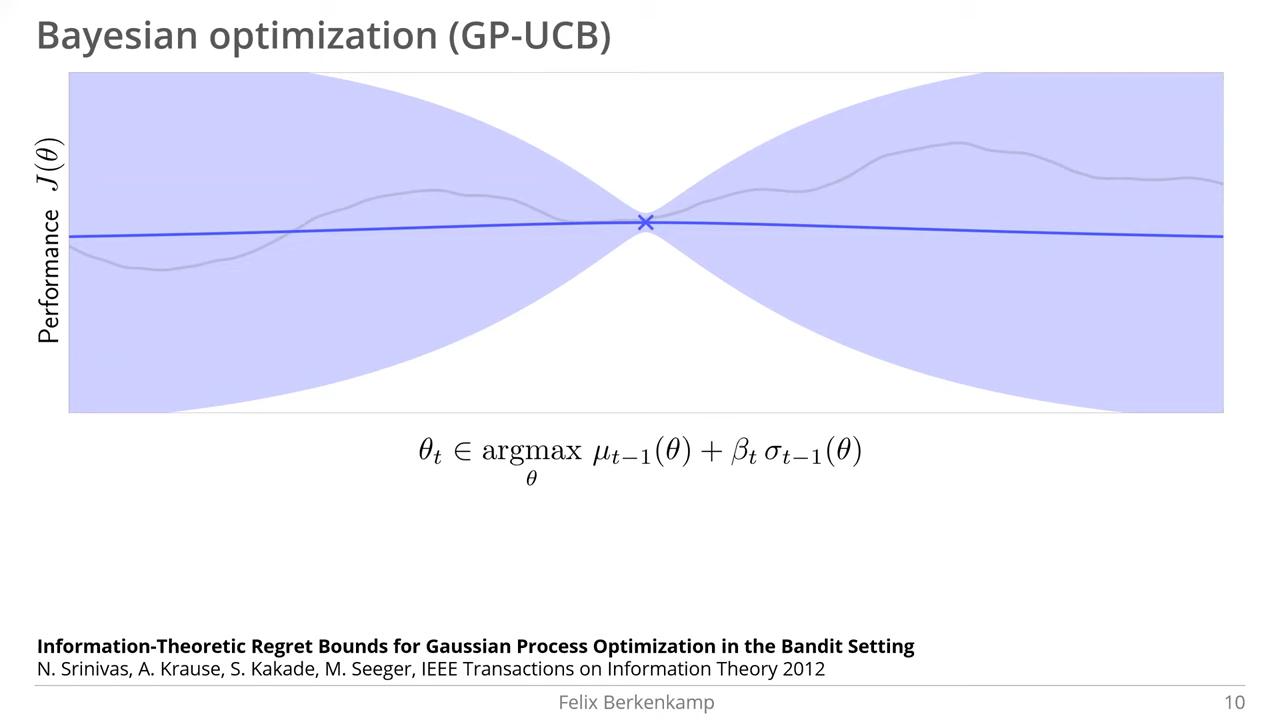 Bayesian optimization (GP-UCB)
Performance J(θ)
θ_t ∈ argmax μ_{t−1}(θ) + β_t σ_{t−1}(θ)
θ
Information-Theoretic Regret Bounds for Gaussian Process Optimization in the Bandit Setting
N. Srinivas, A. Krause, S. Kakade, M. Seeger, IEEE Transactions on Information Theory 2012
Felix Berkenkamp
10